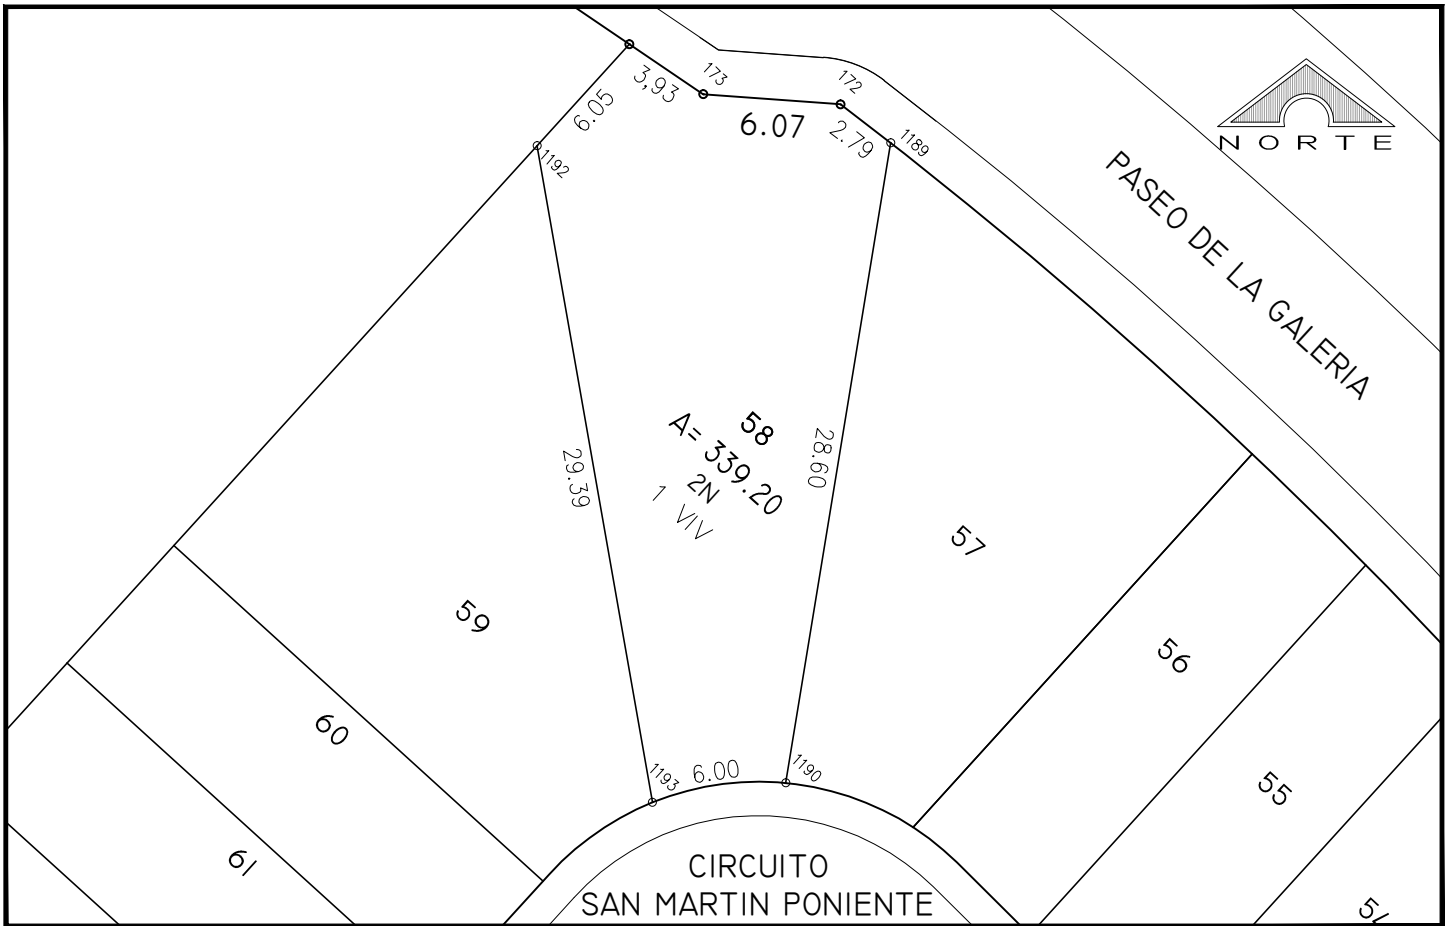 3,93
173
172
6.05
6.07
2.79
1189
1192
NORTE
PASEO DE LA GALERIA
58
A= 339.20
2N
1 VIV
29.39
28.60
57
59
56
60
55
61
1193
6.00
1190
CIRCUITO
SAN MARTIN PONIENTE